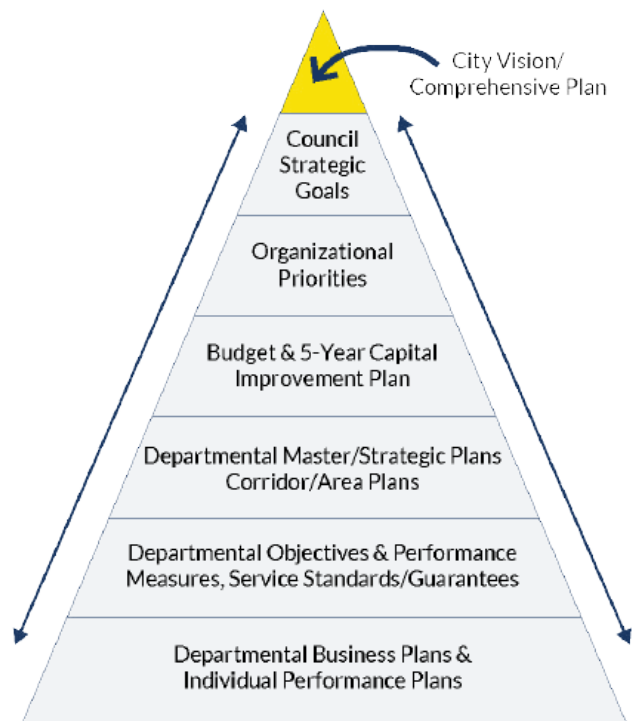 City Vision/
Comprehensive Plan
Council
Strategic
Goals
Organizational
Priorities
Budget & 5-Year Capital
Improvement Plan
Departmental Master/Strategic Plans
Corridor/Area Plans
Departmental Objectives & Performance
Measures, Service Standards/Guarantees
Departmental Business Plans &
Individual Performance Plans